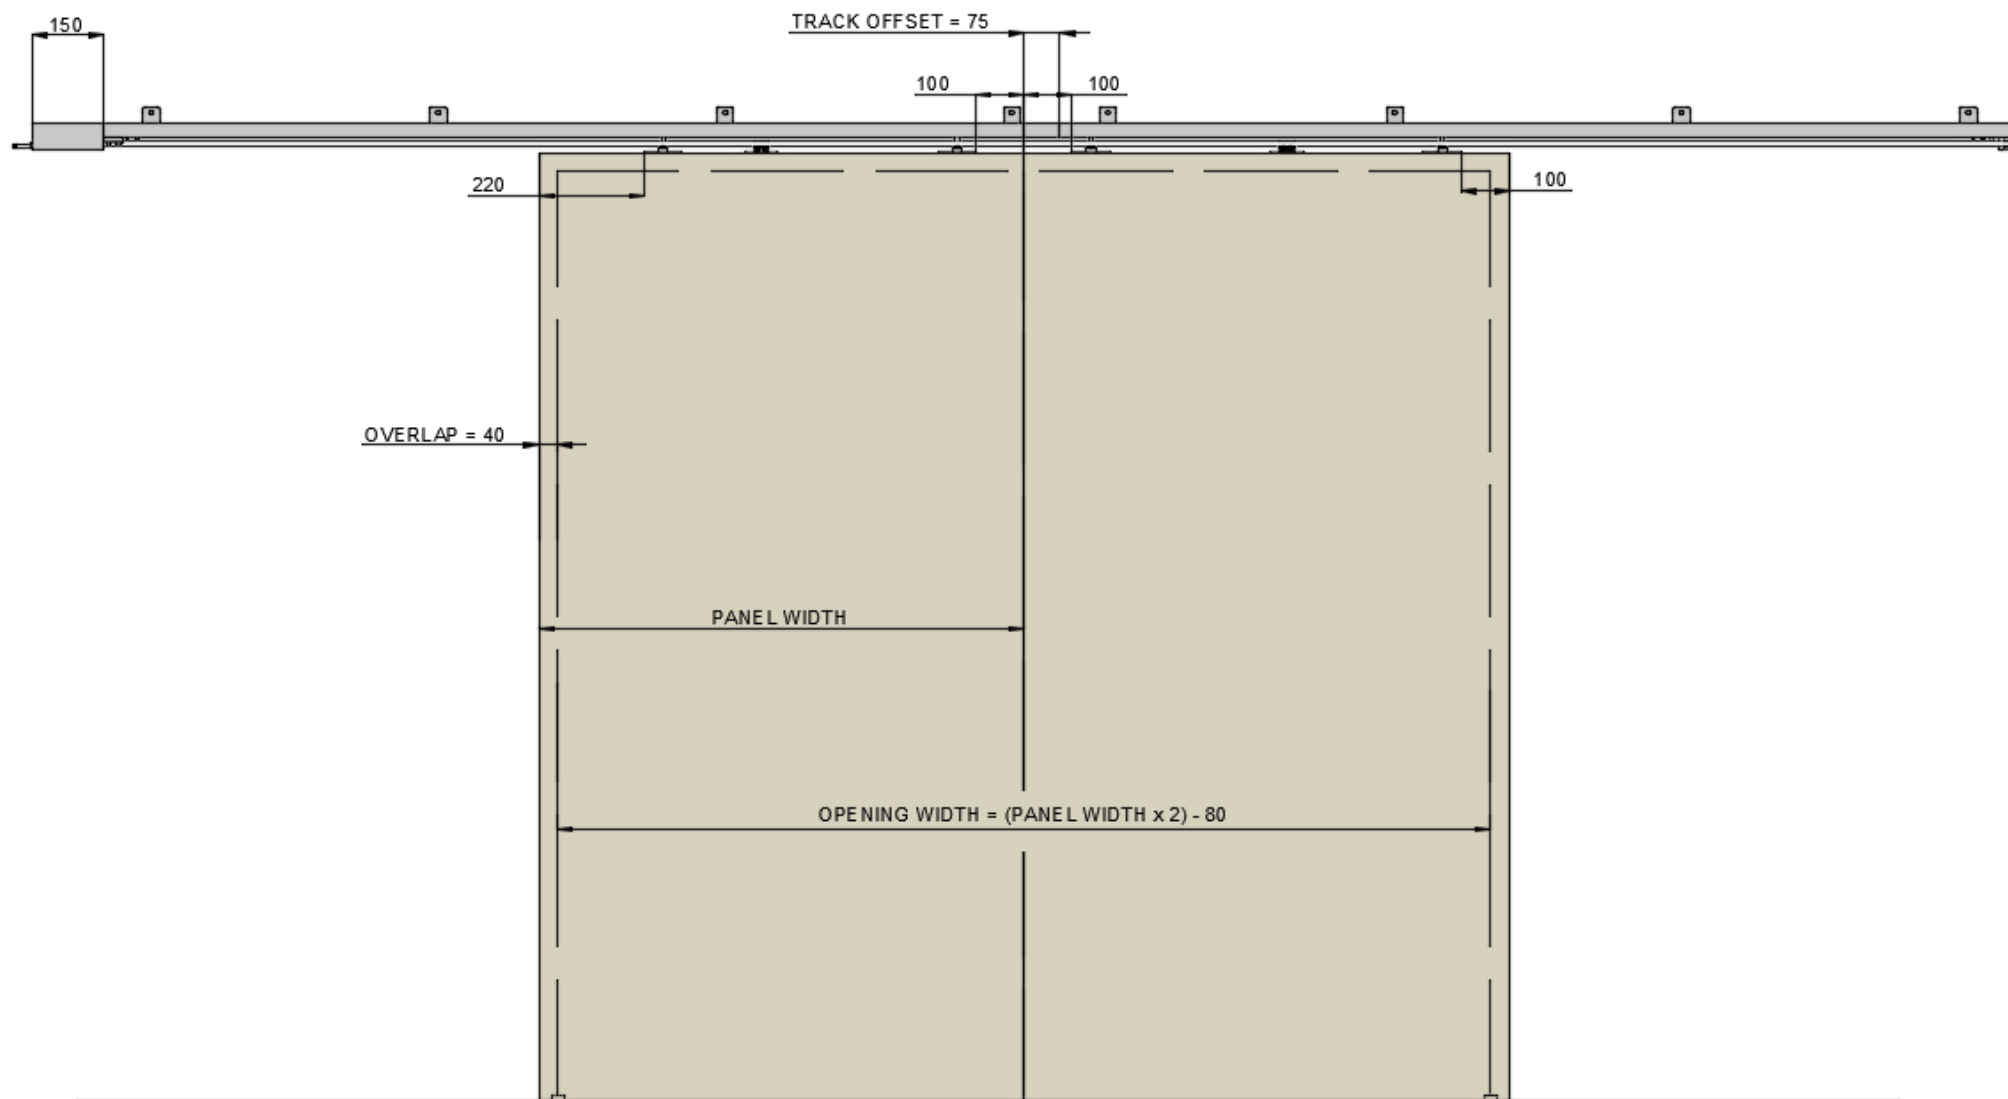 150
TRACK OFFSET = 75
100
100
220
100
OVERLAP = 40
PANEL WIDTH
OPENING WIDTH = (PANEL WIDTH x 2) - 80